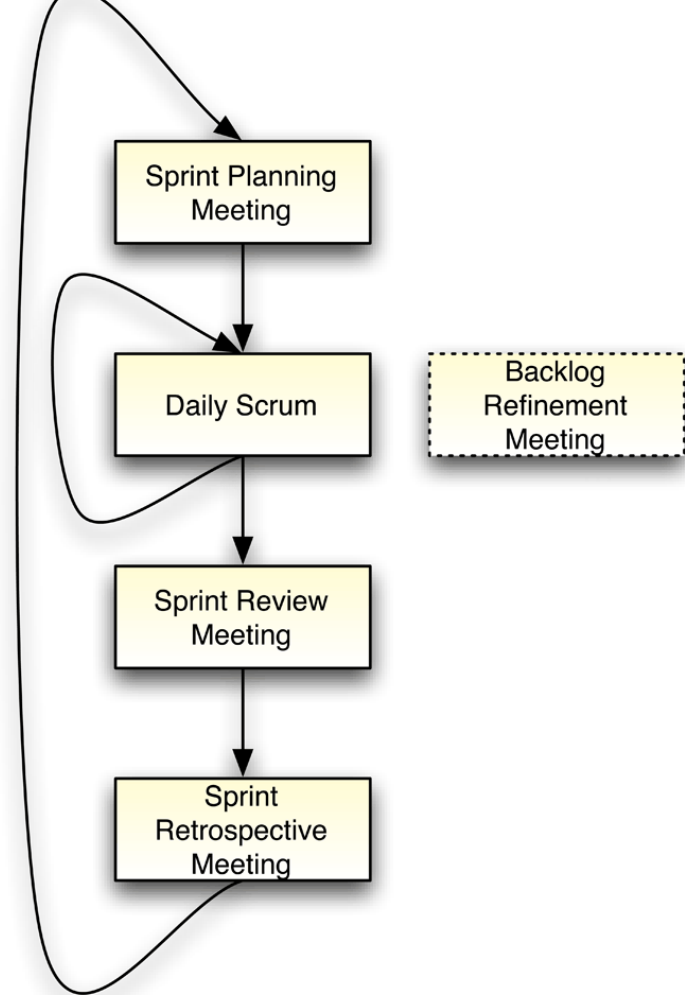 Sprint Planning
Meeting
Daily Scrum
Backlog
Refinement
Meeting
Sprint Review
Meeting
Sprint
Retrospective
Meeting